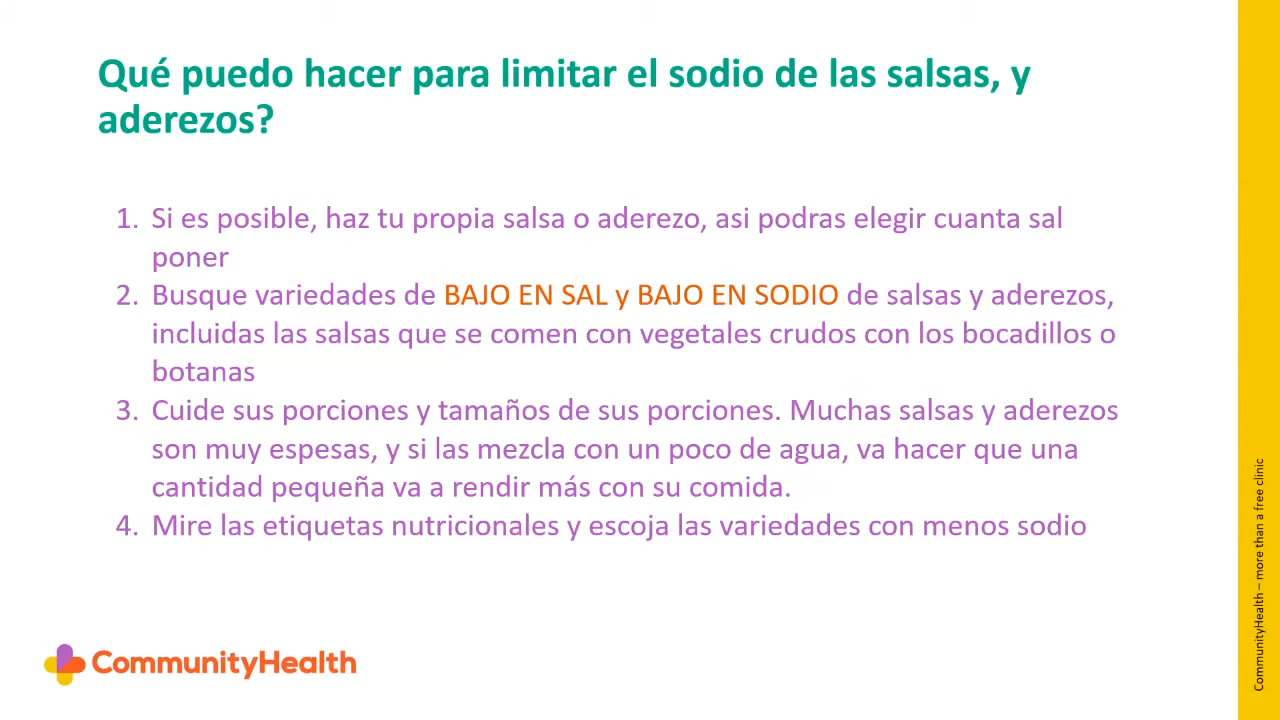 Qué puedo hacer para limitar el sodio de las salsas, y
aderezos?
1. Si es posible, haz tu propia salsa o aderezo, asi podras elegir cuanta sal
poner
2. Busque variedades de BAJO EN SAL y BAJO EN SODIO de salsas y aderezos,
incluidas las salsas que se comen con vegetales crudos con los bocadillos o
botanas
3. Cuide sus porciones y tamaños de sus porciones. Muchas salsas y aderezos
son muy espesas, y si las mezcla con un poco de agua, va hacer que una
cantidad pequeña va a rendir más con su comida.
4. Mire las etiquetas nutricionales y escoja las variedades con menos sodio
CommunityHealth
CommunityHealth – more than a free clinic